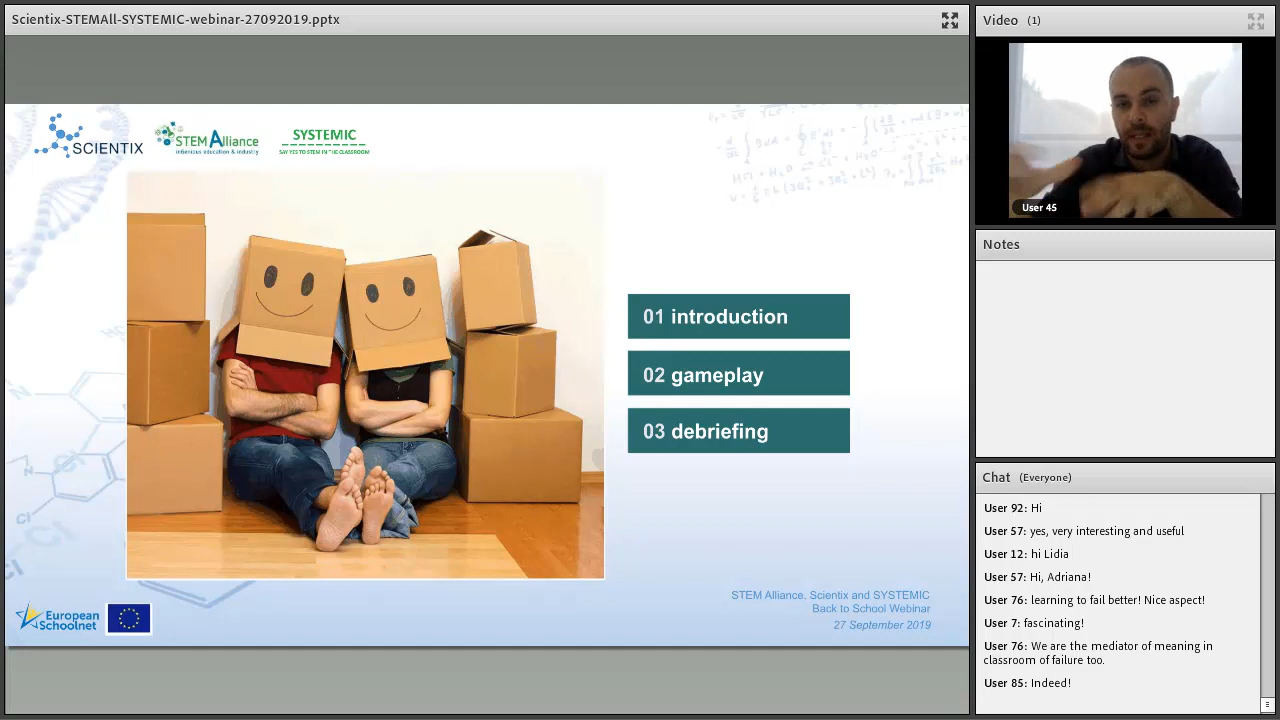 Scientix-STEMAll-SYSTEMIC-webinar-27092019.pptx
SCIENTIX
STEMAlliance
inGenious education & industry
SYSTEMIC
SAY YES TO STEM IN THE CLASSROOM
01 introduction
02 gameplay
03 debriefing
European
Schoolnet
STEM Alliance, Scientix and SYSTEMIC
Back to School Webinar
27 September 2019
Video (1)
User 45
Notes
Chat (Everyone)
User 92: Hi
User 57: yes, very interesting and useful
User 12: hi Lidia
User 57: Hi, Adriana!
User 76: learning to fail better! Nice aspect!
User 7: fascinating!
User 76: We are the mediator of meaning in
classroom of failure too.
User 85: Indeed!